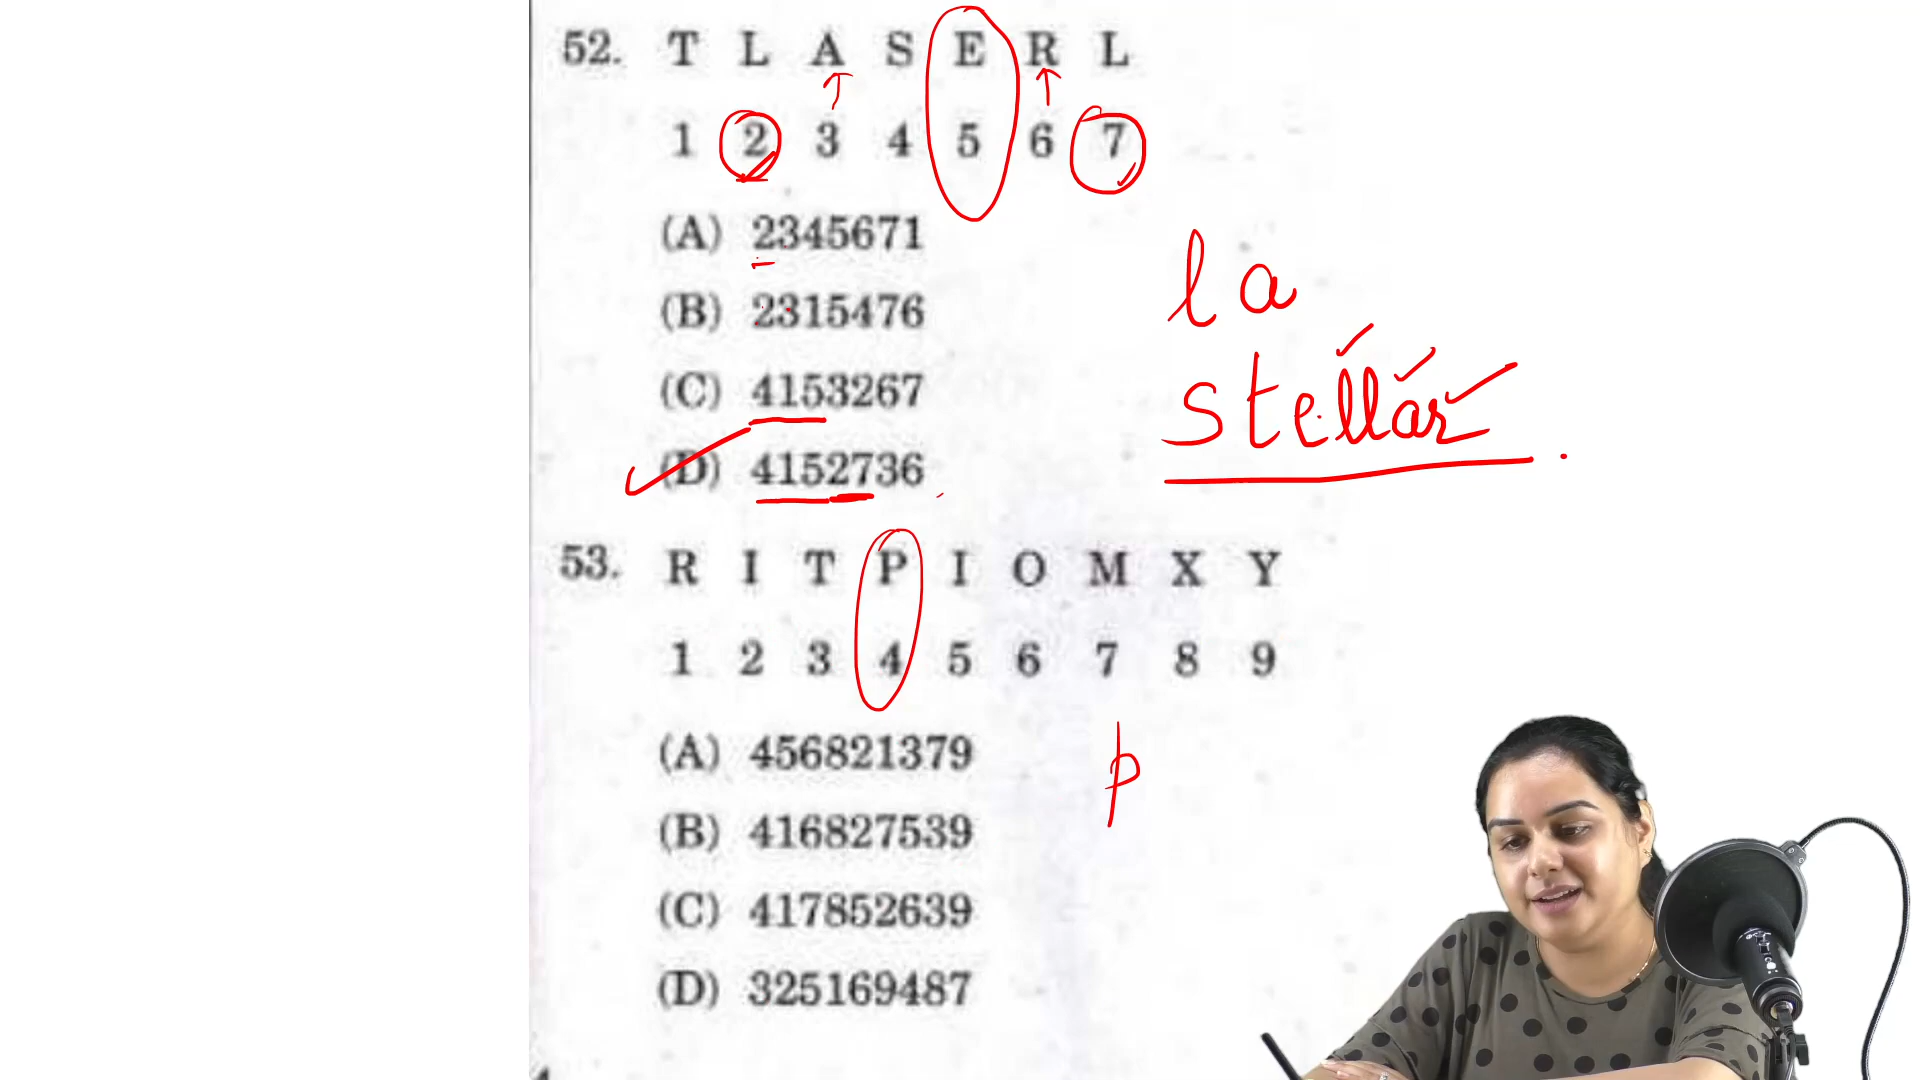 52. T L A S E R L
1 2 3 4 5 6 7
(A) 2345671
(B) 2315476
(C) 4153267
(D) 4152736
la
stellar
53. R I T P I O M X Y
1 2 3 4 5 6 7 8 9
(A) 456821379
(B) 416827539
(C) 417852639
(D) 325169487
p